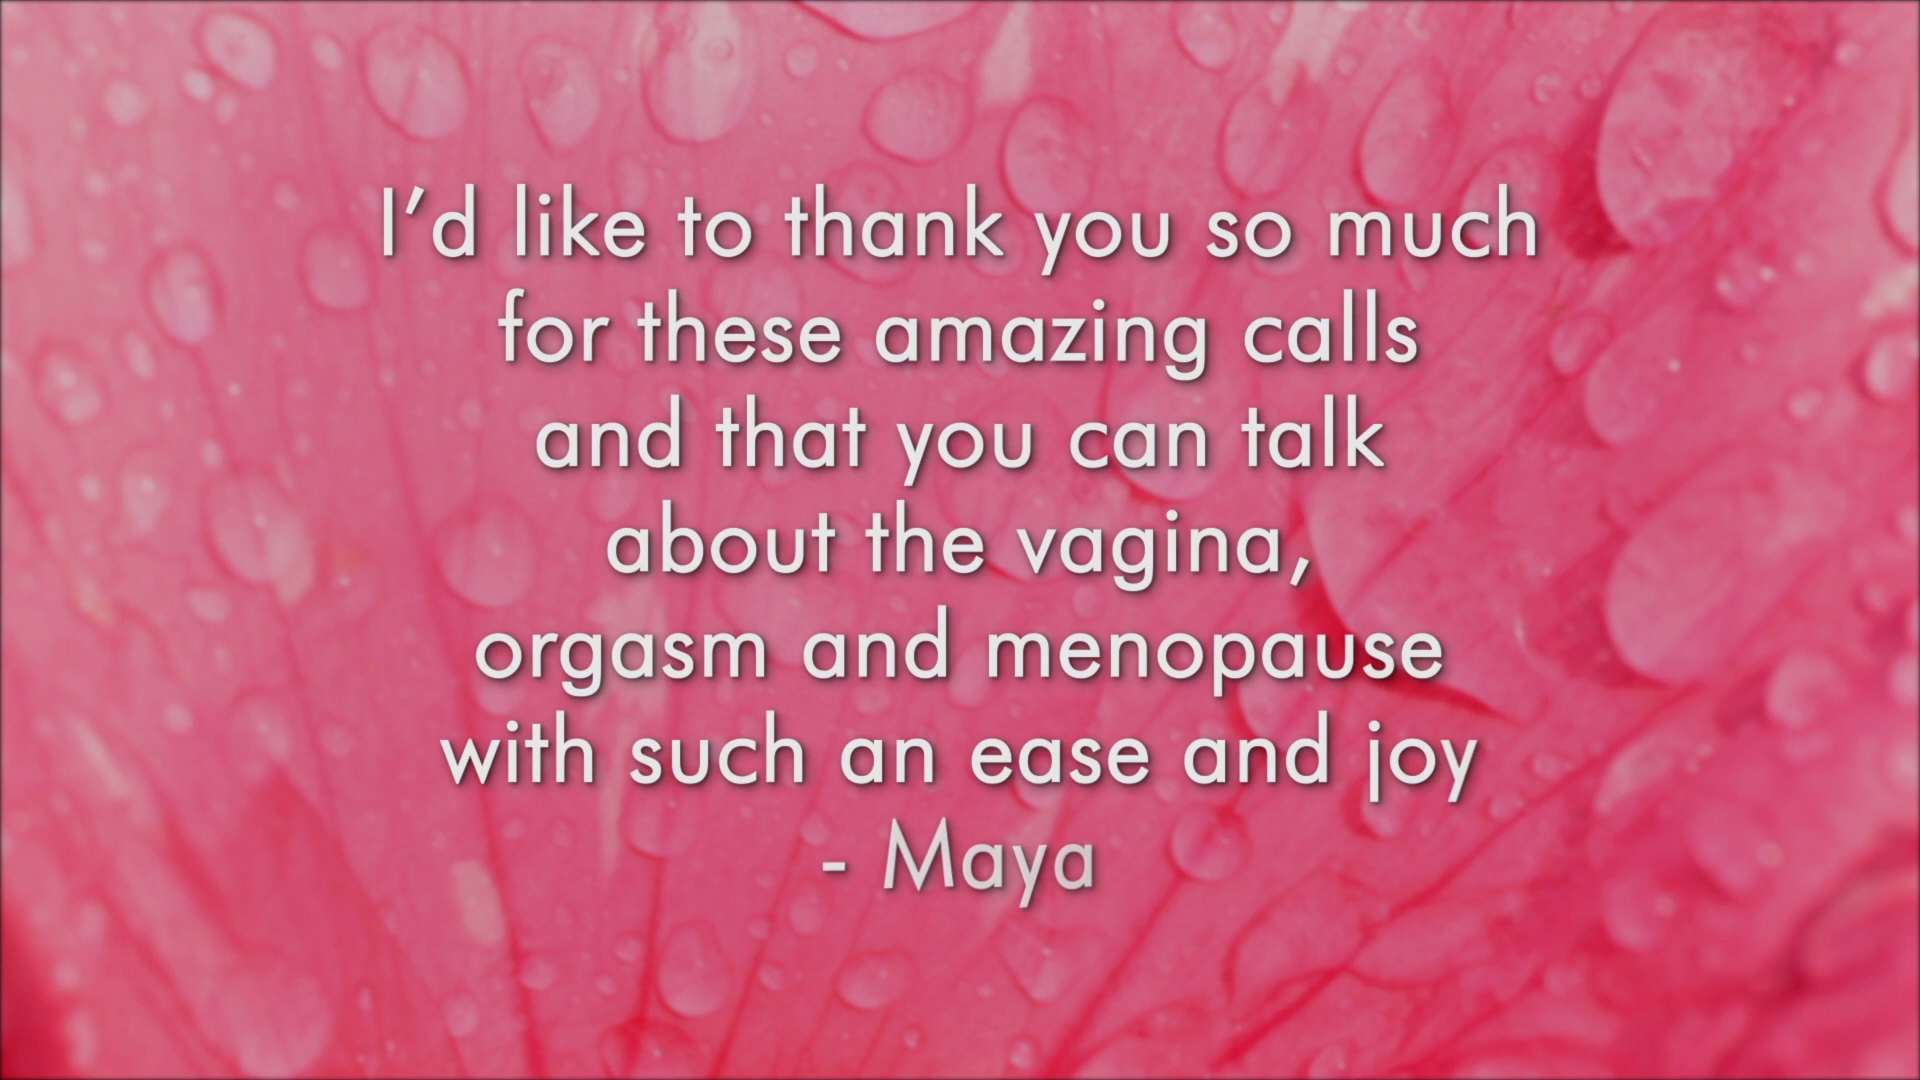 I’d like to thank you so much
for these amazing calls
and that you can talk
about the vagina,
orgasm and menopause
with such an ease and joy
- Maya